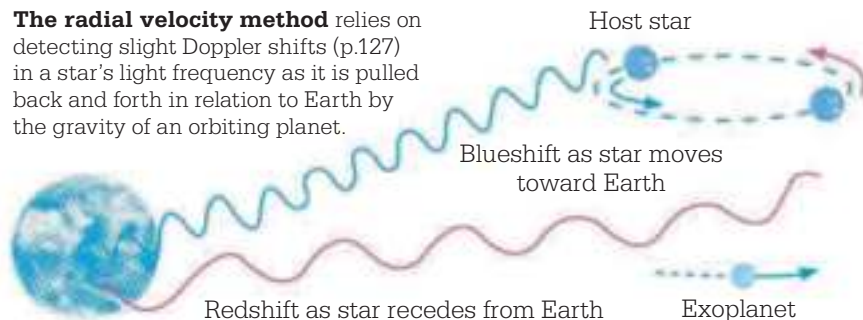 The radial velocity method relies on
detecting slight Doppler shifts (p.127)
in a star's light frequency as it is pulled
back and forth in relation to Earth by
the gravity of an orbiting planet.
Host star
Blueshift as star moves
toward Earth
Redshift as star recedes from Earth
Exoplanet